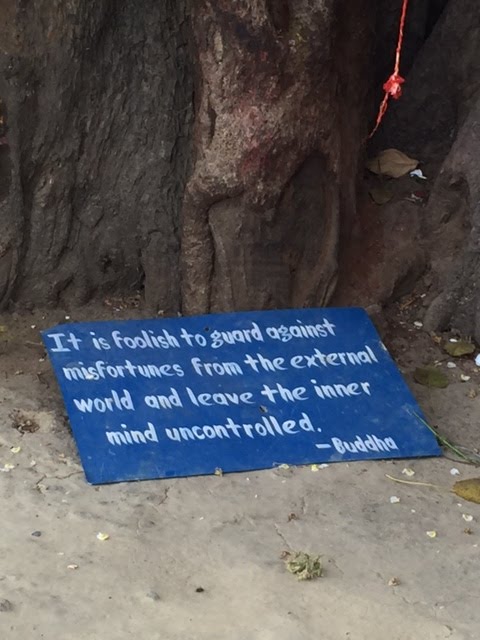 It is foolish to guard against
misfortunes from the external
world and leave the inner
mind uncontrolled.
-Buddha